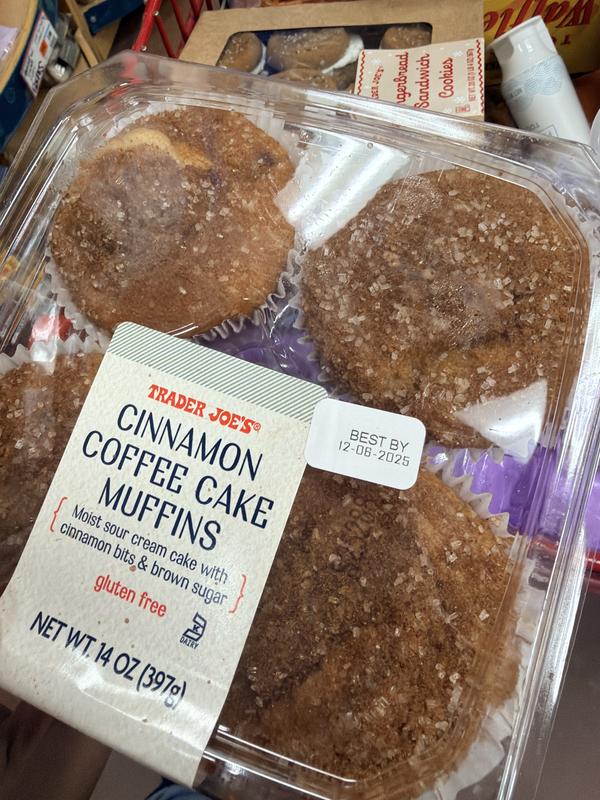 Waffle
Sandwich
Cookies
TRADER JOE'S®
CINNAMON
COFFEE CAKE
MUFFINS
{ Moist sour cream cake with
cinnamon bits & brown sugar }
gluten free
DAIRY
NET WT. 14 OZ (397g)
BEST BY
12-06-2025